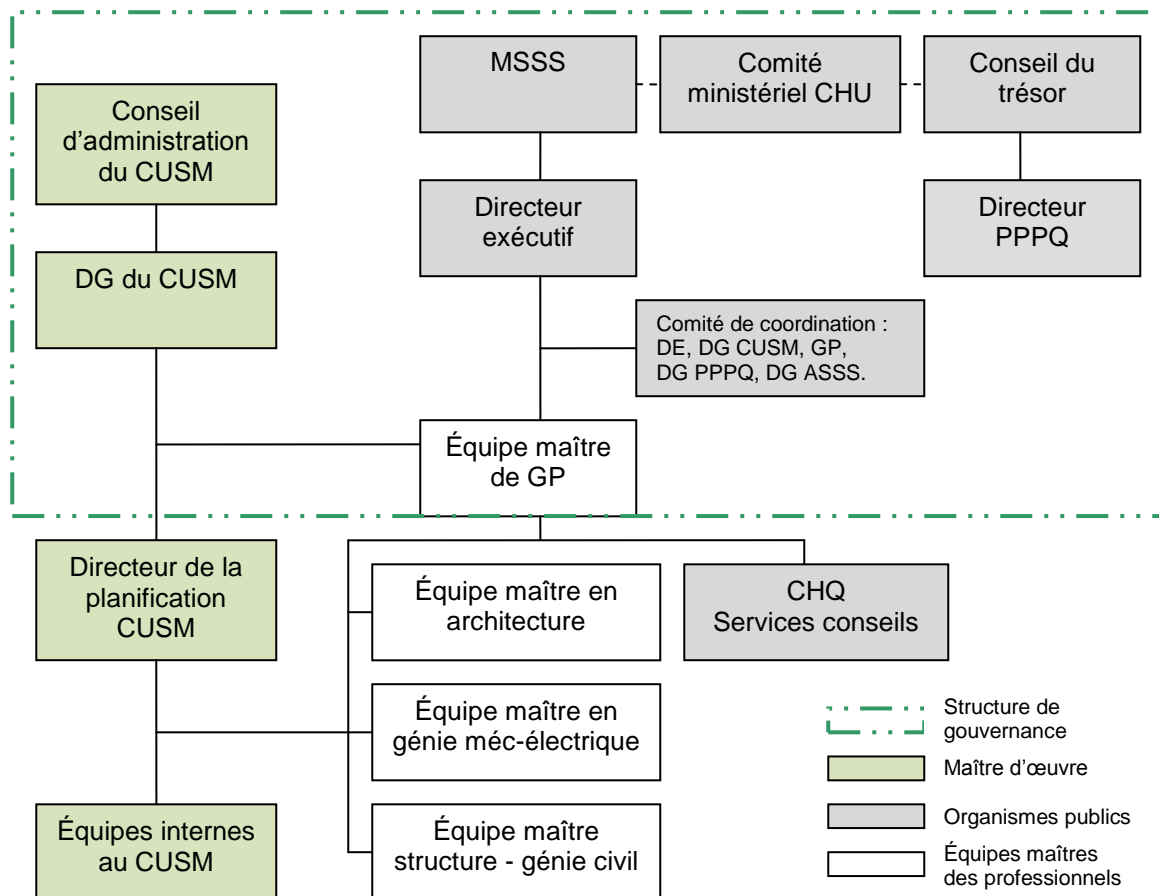 MSSS
Comité
ministériel CHU
Conseil du
trésor
Conseil
d'administration
du CUSM
Directeur
exécutif
Directeur
PPPQ
DG du CUSM
Comité de coordination :
DE, DG CUSM, GP,
DG PPPQ, DG ASSS.
Équipe maître
de GP
Directeur de la
planification
CUSM
Équipe maître en
architecture
CHQ
Services conseils
Équipe maître en
génie méc-électrique
Équipes internes
au CUSM
Équipe maître
structure - génie civil
Structure de
gouvernance
Maître d'œuvre
Organismes publics
Équipes maîtres
des professionnels